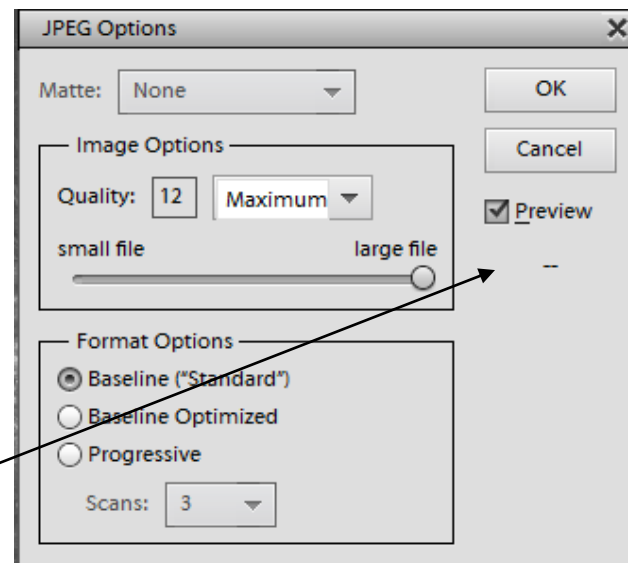 JPEG Options
Matte: None
OK
Image Options
Cancel
Quality: 12 Maximum
Preview
small file large file
--
Format Options
Baseline ("Standard")
Baseline Optimized
Progressive
Scans: 3